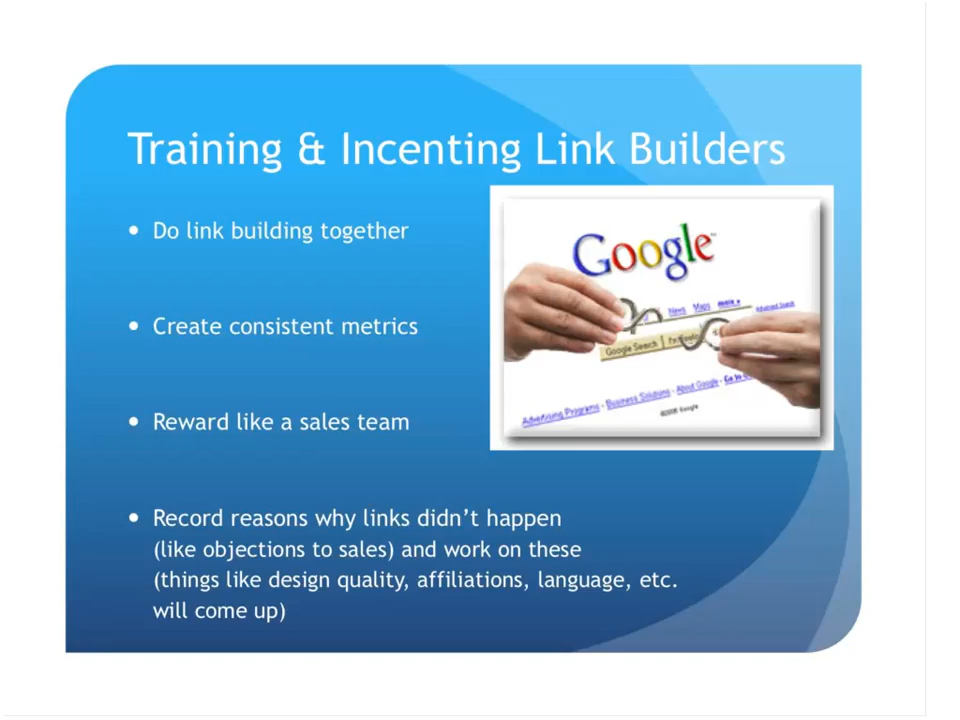 Training & Incenting Link Builders
Do link building together
Create consistent metrics
Reward like a sales team
Record reasons why links didn't happen
(like objections to sales) and work on these
(things like design quality, affiliations, language, etc.
will come up)
Google™
News Maps more »
Advanced Search
Google Search
Advertising Programs - Business Solutions - About Google - Go to
©2008 Google